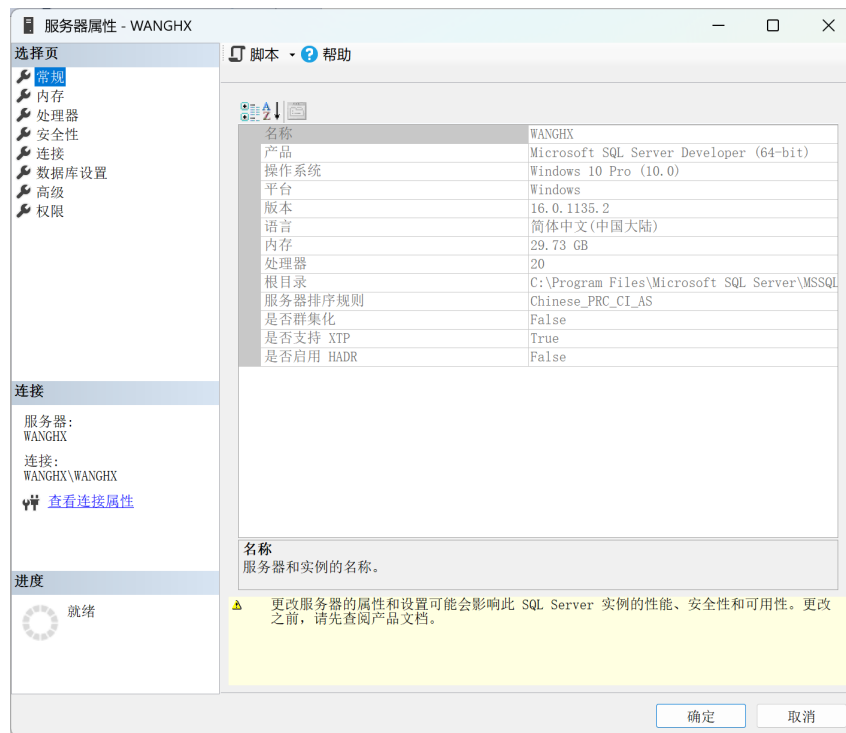 服务器属性 - WANGHX
选择页
常规
内存
处理器
安全性
连接
数据库设置
高级
权限
脚本 帮助
名称 WANGHX
产品 Microsoft SQL Server Developer (64-bit)
操作系统 Windows 10 Pro (10.0)
平台 Windows
版本 16.0.1135.2
语言 简体中文(中国大陆)
内存 29.73 GB
处理器 20
根目录 C:\Program Files\Microsoft SQL Server\MSSQL
服务器排序规则 Chinese_PRC_CI_AS
是否群集化 False
是否支持 XTP True
是否启用 HADR False
连接
服务器:
WANGHX
连接:
WANGHX\WANGHX
查看连接属性
名称
服务器和实例的名称。
进度
就绪
更改服务器的属性和设置可能会影响此 SQL Server 实例的性能、安全性和可用性。更改
之前，请先查阅产品文档。
确定 取消